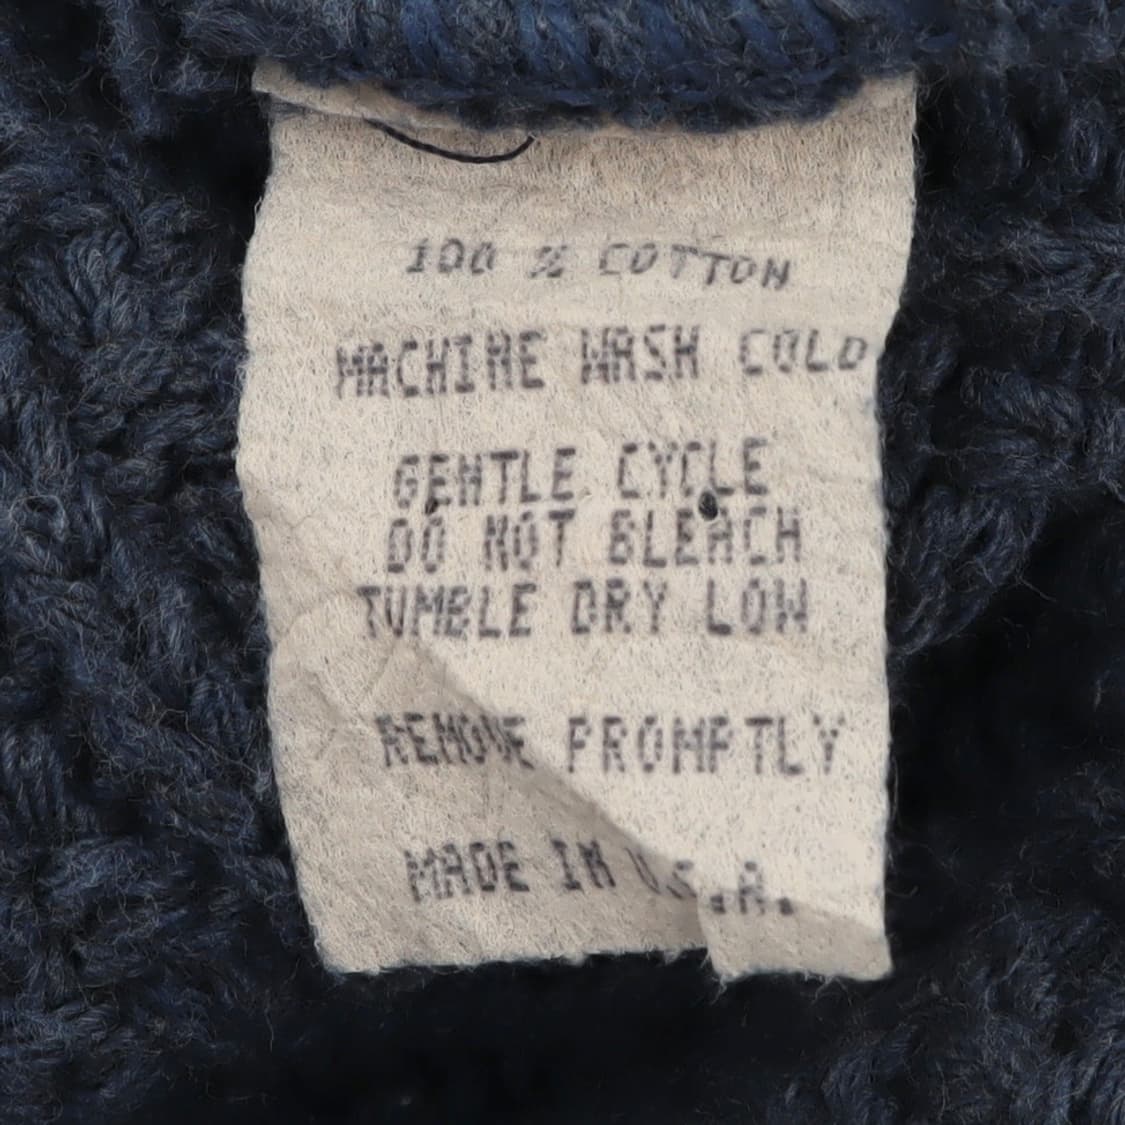 100 % COTTON
MACHINE WASH COLD
GENTLE CYCLE
DO NOT BLEACH
TUMBLE DRY LOW
REMOVE PROMPTLY
MADE IN U.S.A.